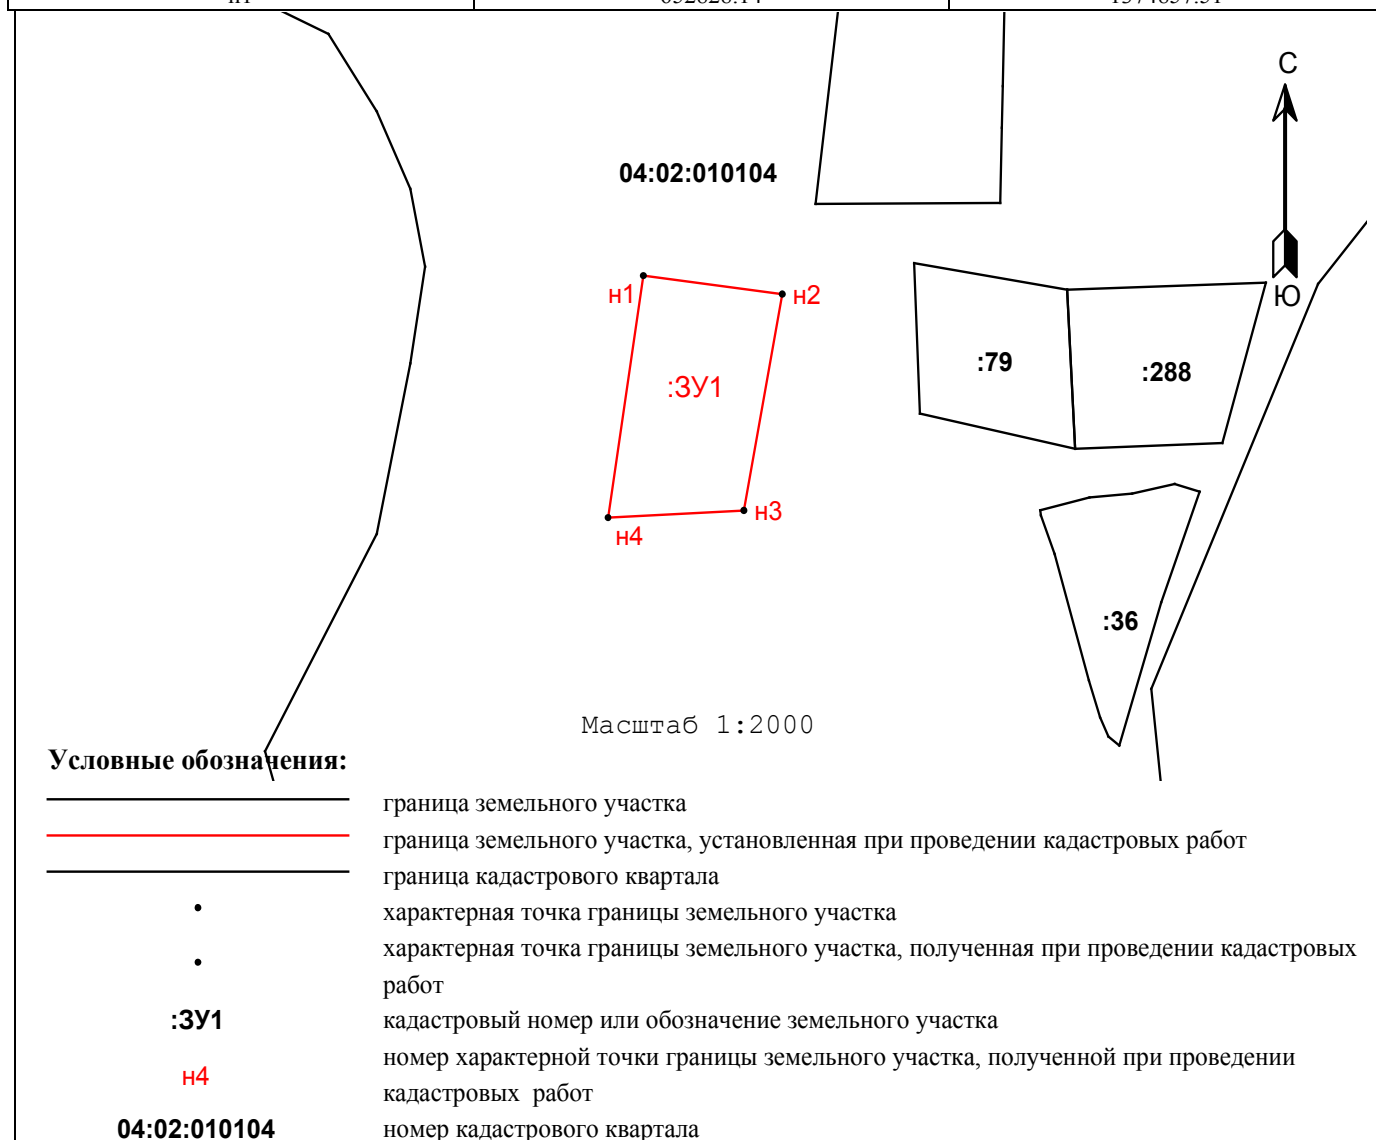 С
04:02:010104
н1
н2
Ю
:79
:288
:ЗУ1
н3
н4
:36
Масштаб 1:2000
Условные обозначения:
граница земельного участка
граница земельного участка, установленная при проведении кадастровых работ
граница кадастрового квартала
характерная точка границы земельного участка
характерная точка границы земельного участка, полученная при проведении кадастровых
работ
:ЗУ1 кадастровый номер или обозначение земельного участка
номер характерной точки границы земельного участка, полученной при проведении
н4
кадастровых работ
04:02:010104 номер кадастрового квартала